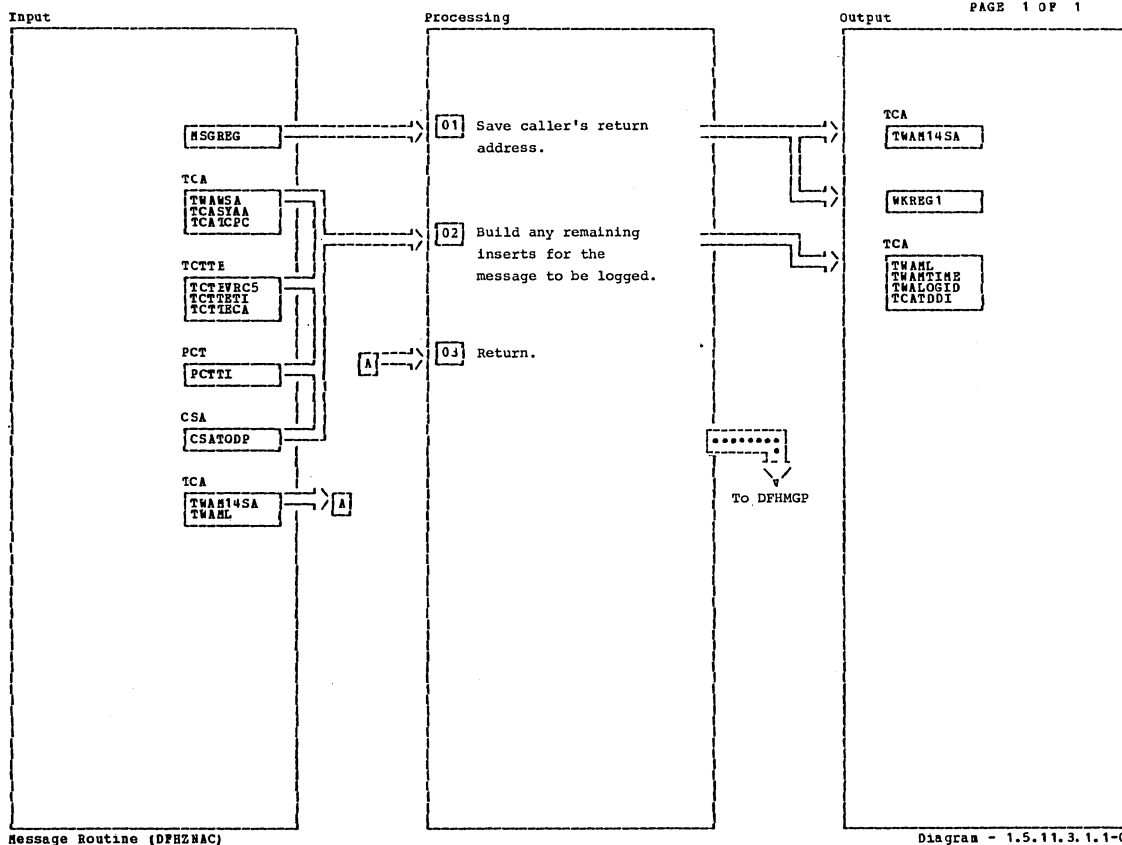 PAGE 1 OF 1
Input
Processing
Output
MSGREG
01 Save caller's return
address.
TCA
TWAM14SA
WKREG1
TCA
TWAWSA
TCASYAA
TCATCPC
02 Build any remaining
inserts for the
message to be logged.
TCA
TWAML
TWAMTIME
TWALOGID
TCATDDI
TCTTE
TCTEVRC5
TCTTETI
TCTTECA
PCT
PCTTI
A
03 Return.
CSA
CSATODP
TCA
TWAM14SA
TWAML
A
To DFHMGP
Message Routine (DFHZNAC)
Diagram - 1.5.11.3.1.1-0